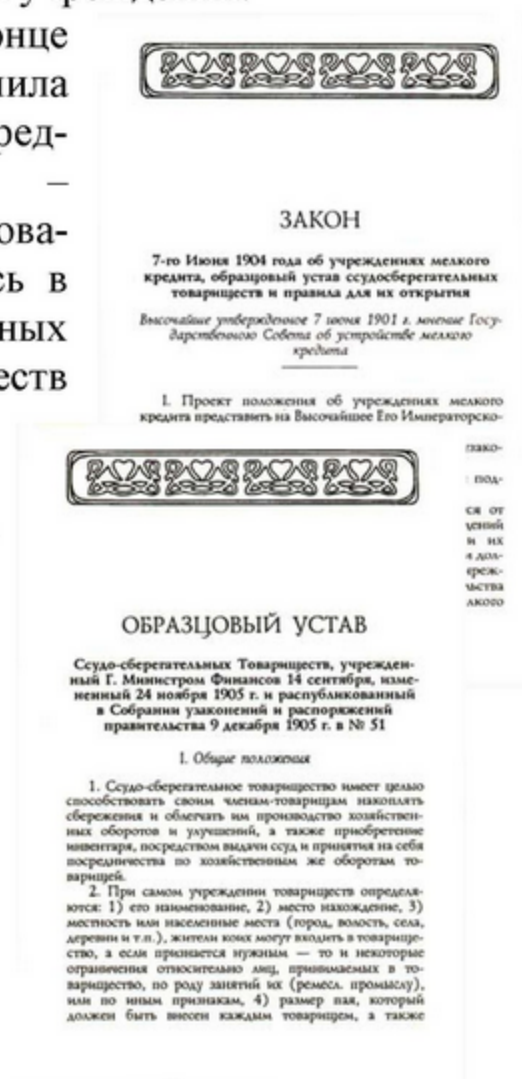 онце
нила
ред-
–
ова-
сь в
ных
еств
ЗАКОН
7-го Июня 1904 года об учреждениях мелкого
кредита, образцовый устав ссудосберегательных
товариществ и правила для их открытия
Высочайше утвержденное 7 июня 1901 г. мнение Госу-
дарственного Совета об устройстве мелкого
кредита
1. Проект положения об учреждениях мелкого
кредита представить на Высочайшее Его Императорско-
под-
ся от
и их
ОБРАЗЦОВЫЙ УСТАВ
Ссудо-сберегательных Товариществ, учрежден-
ный Г. Министром Финансов 14 сентября, изме-
ненный 24 ноября 1905 г. и распубликованный
в Собрании узаконений и распоряжений
правительства 9 декабря 1905 г. в № 51
1. Общие положения
1. Ссудо-сберегательное товарищество имеет целью
способствовать своим членам-товарищам накоплять
сбережения и облегчать им производство хозяйствен-
ных оборотов и улучшений, а также приобретение
инвентаря, посредством выдачи ссуд и принятия на себя
посредничества по хозяйственным же оборотам то-
варищей.
2. При самом учреждении товариществ определя-
ются: 1) его наименование, 2) место нахождение, 3)
местность или населенные места (город, волость, села,
деревни и т.п.), жители коих могут входить в товарище-
ство, а если признается нужным — то и некоторые
ограничения относительно лиц, принимаемых в то-
варищество, по роду занятий их (ремесл. промыслу),
или по иным признакам, 4) размер пая, который
должен быть внесен каждым товарищем, а также